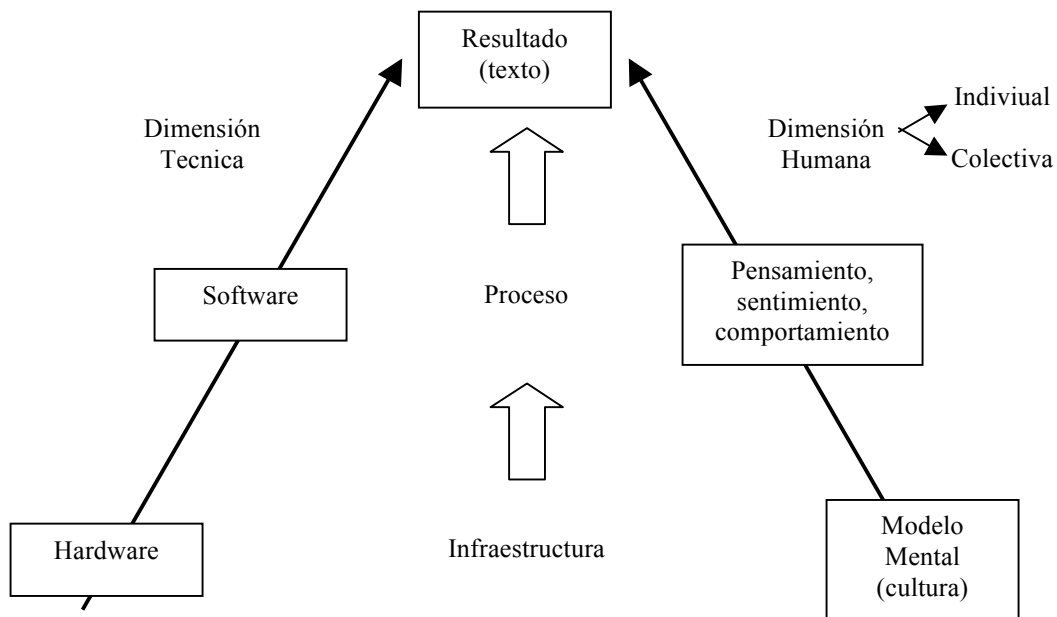 Resultado
(texto)
Dimensión
Tecnica
Dimensión
Humana
Indiviual
Colectiva
Software
Proceso
Pensamiento,
sentimiento,
comportamiento
Hardware
Infraestructura
Modelo
Mental
(cultura)